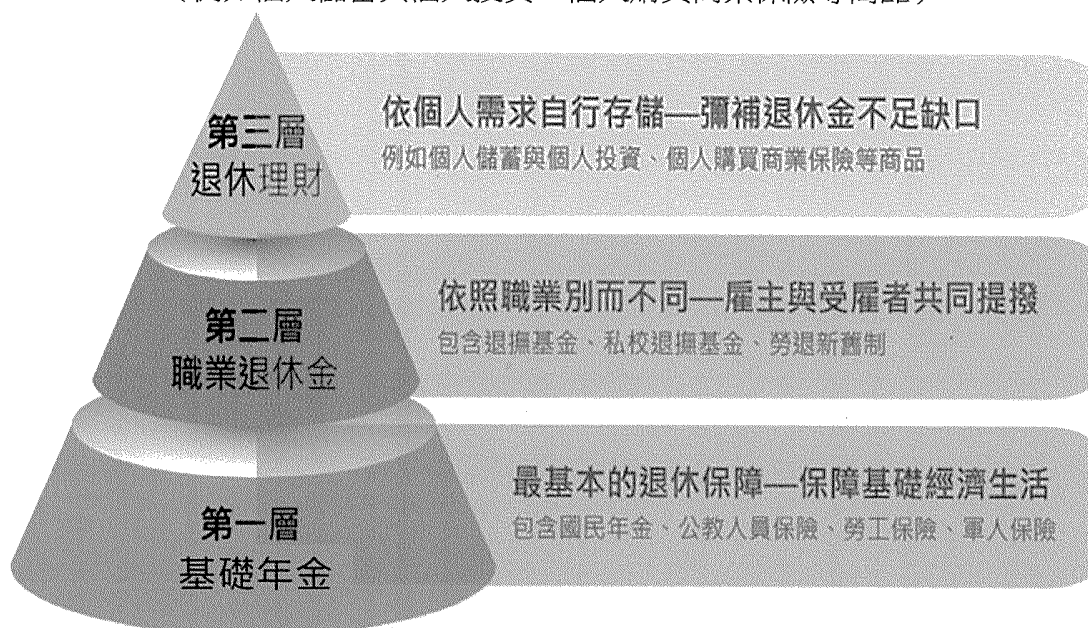 第三層
退休理財
依個人需求自行存儲—彌補退休金不足缺口
例如個人儲蓄與個人投資、個人購買商業保險等商品
第二層
職業退休金
依照職業別而不同—雇主與受雇者共同提撥
包含退撫基金、私校退撫基金、勞退新舊制
第一層
基礎年金
最基本的退休保障—保障基礎經濟生活
包含國民年金、公教人員保險、勞工保險、軍人保險